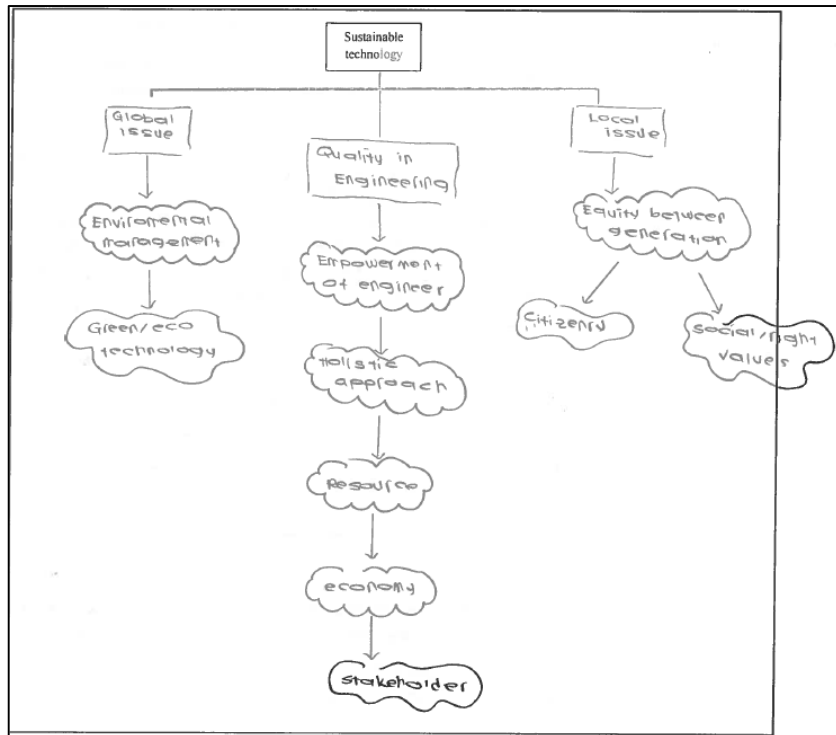 Sustainable
technology
Global
issue
Quality in
Engineering
Local
issue
Enviromental
management
Equity between
generation
Empowerment
of engineer
Green/eco
technology
Citizenry
social/right
values
Holistic
approach
Resource
economy
stakeholder